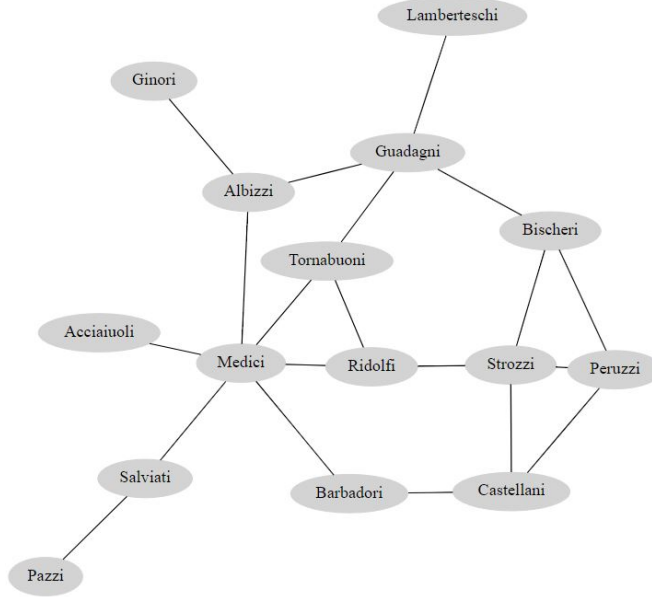 Lamberteschi
Ginori
Guadagni
Albizzi
Bischeri
Tornabuoni
Acciaiuoli
Medici
Ridolfi
Strozzi
Peruzzi
Salviati
Barbadori
Castellani
Pazzi